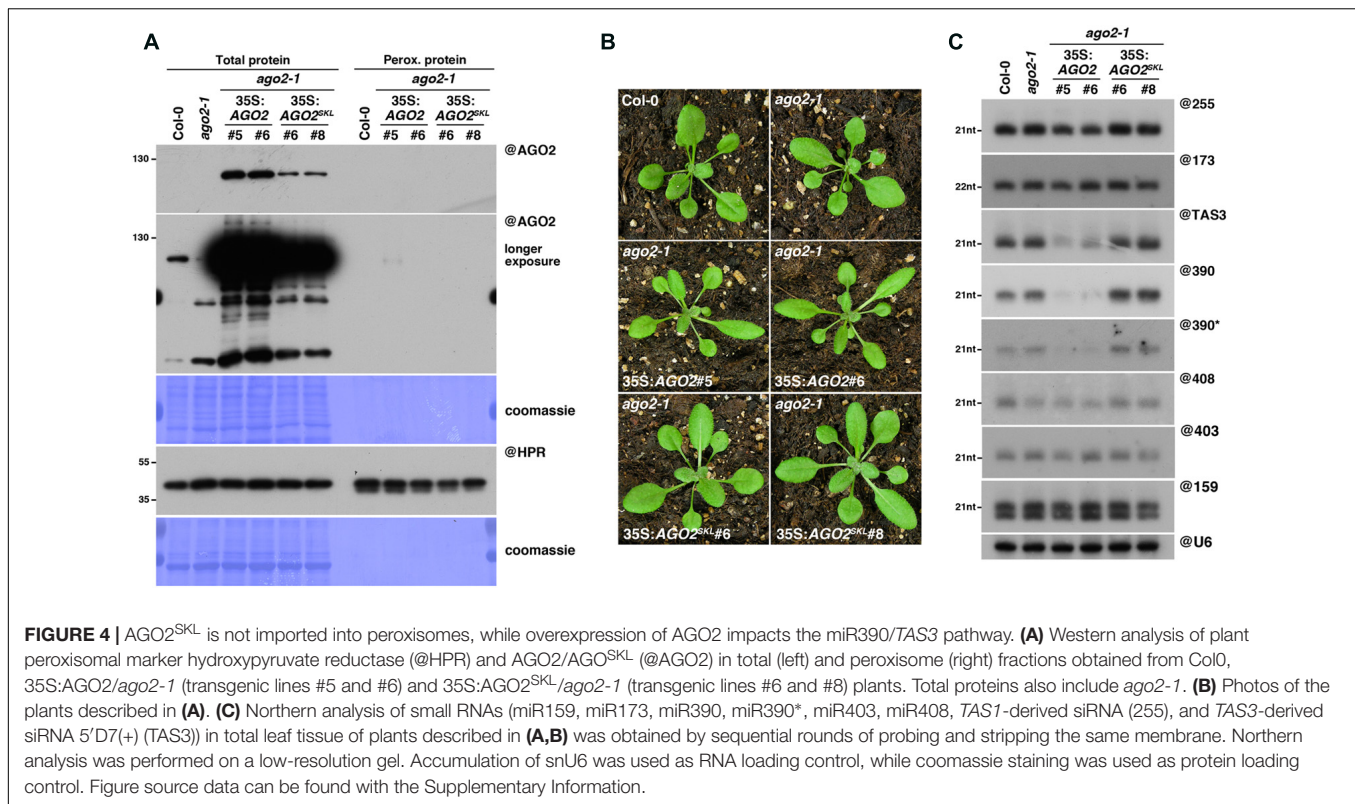 A
Total protein Perox. protein
ago2-1 ago2-1
Col-0 ago2-1 35S:AGO2 35S:AGO2SKL Col-0 35S:AGO2 35S:AGO2SKL
#5 #6 #6 #8 #5 #6 #6 #8
130
@AGO2
130
@AGO2
longer
exposure
coomassie
55
35
@HPR
coomassie
B
Col-0
ago2-1
ago2-1
35S:AGO2#5
ago2-1
35S:AGO2#6
ago2-1
35S:AGO2SKL#6
ago2-1
35S:AGO2SKL#8
C
ago2-1
Col-0 ago2-1 35S:AGO2 35S:AGO2SKL
#5 #6 #6 #8
21nt @255
22nt @173
21nt @TAS3
21nt @390
21nt @390*
21nt @408
21nt @403
21nt @159
@U6
FIGURE 4 | AGO2SKL is not imported into peroxisomes, while overexpression of AGO2 impacts the miR390/TAS3 pathway. (A) Western analysis of plant
peroxisomal marker hydroxypyruvate reductase (@HPR) and AGO2/AGOSKL (@AGO2) in total (left) and peroxisome (right) fractions obtained from Col0,
35S:AGO2/ago2-1 (transgenic lines #5 and #6) and 35S:AGO2SKL/ago2-1 (transgenic lines #6 and #8) plants. Total proteins also include ago2-1. (B) Photos of the
plants described in (A). (C) Northern analysis of small RNAs (miR159, miR173, miR390, miR390*, miR403, miR408, TAS1-derived siRNA (255), and TAS3-derived
siRNA 5′D7(+) (TAS3)) in total leaf tissue of plants described in (A,B) was obtained by sequential rounds of probing and stripping the same membrane. Northern
analysis was performed on a low-resolution gel. Accumulation of snU6 was used as RNA loading control, while coomassie staining was used as protein loading
control. Figure source data can be found with the Supplementary Information.